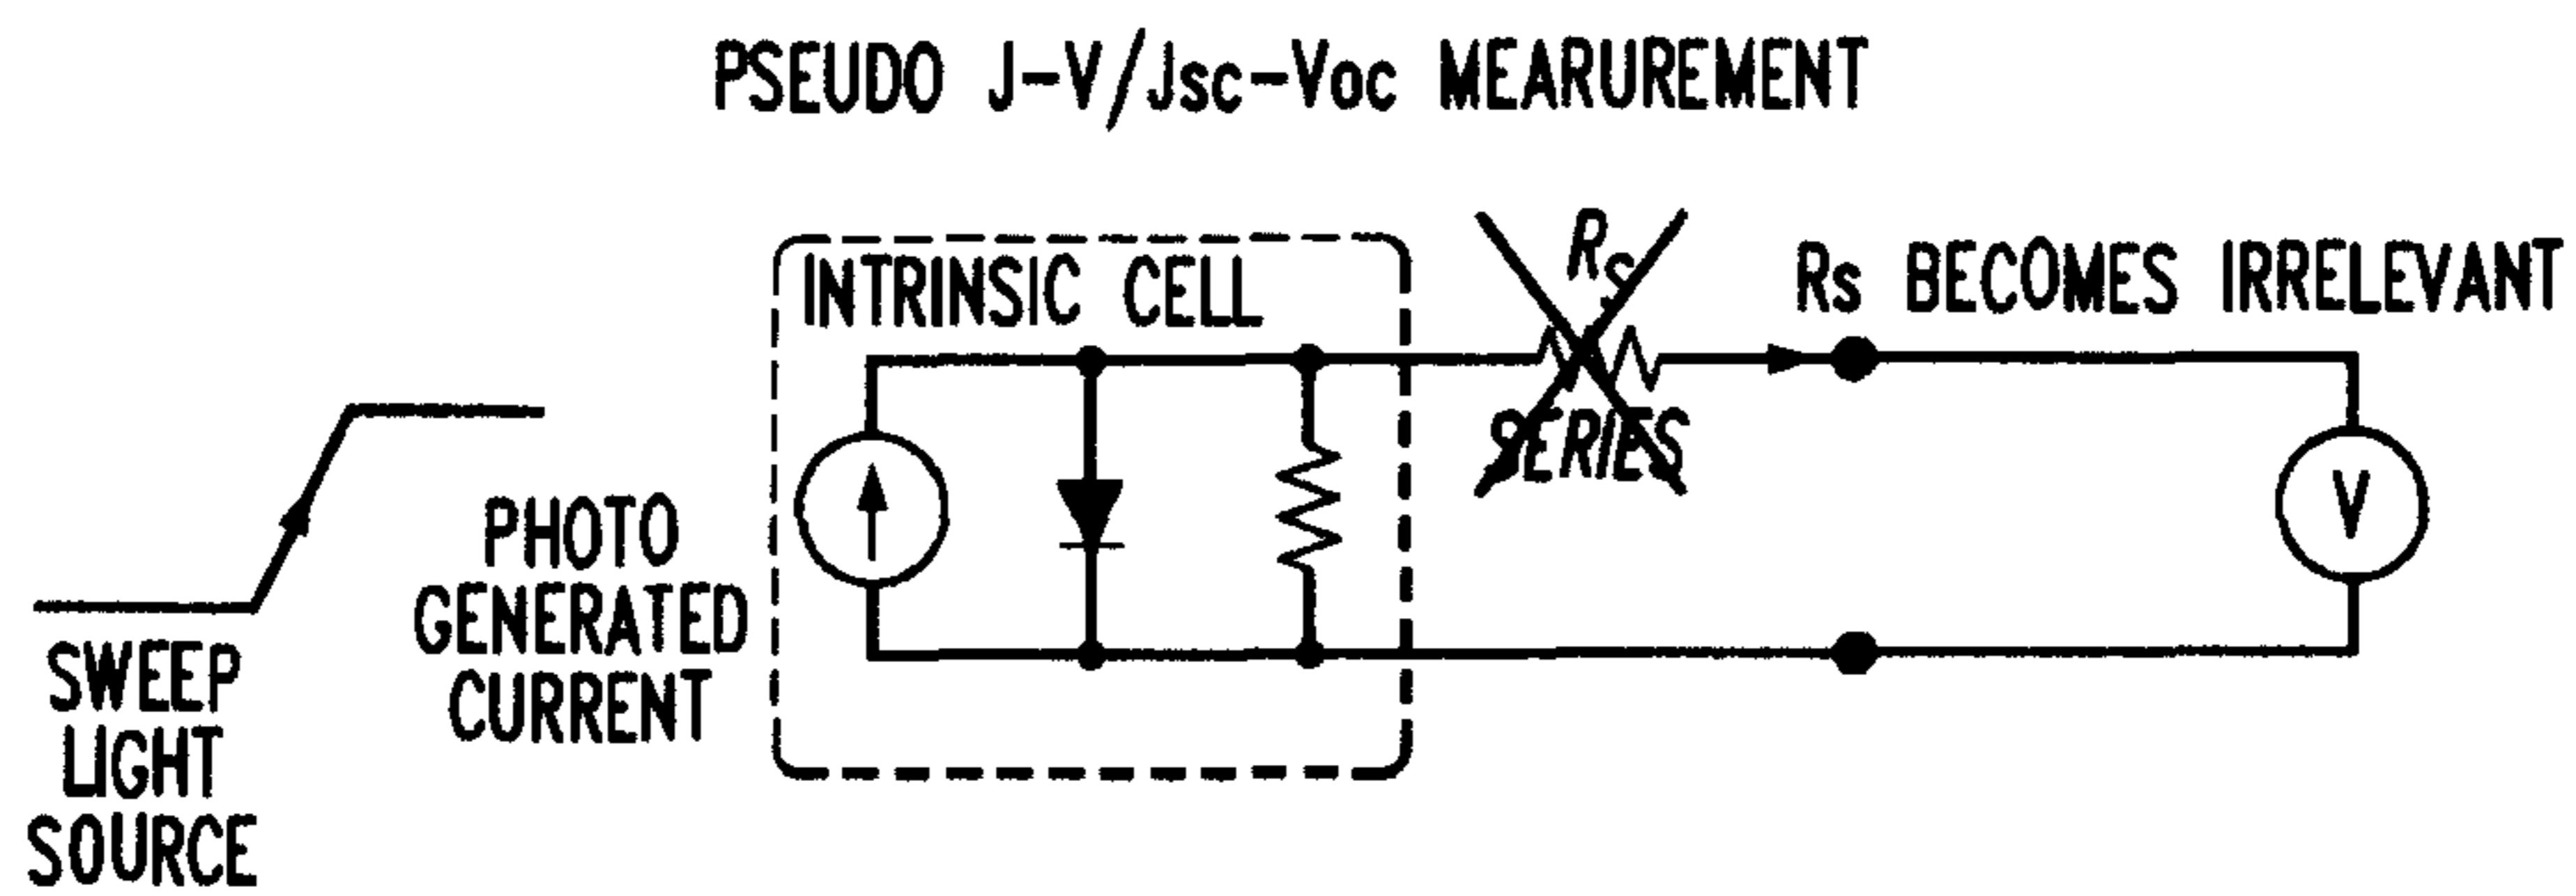 PSEUDO J-V/Jsc-Voc MEARUREMENT
INTRINSIC CELL
Rs
SERIES
Rs BECOMES IRRELEVANT
V
PHOTO
GENERATED
CURRENT
SWEEP
LIGHT
SOURCE